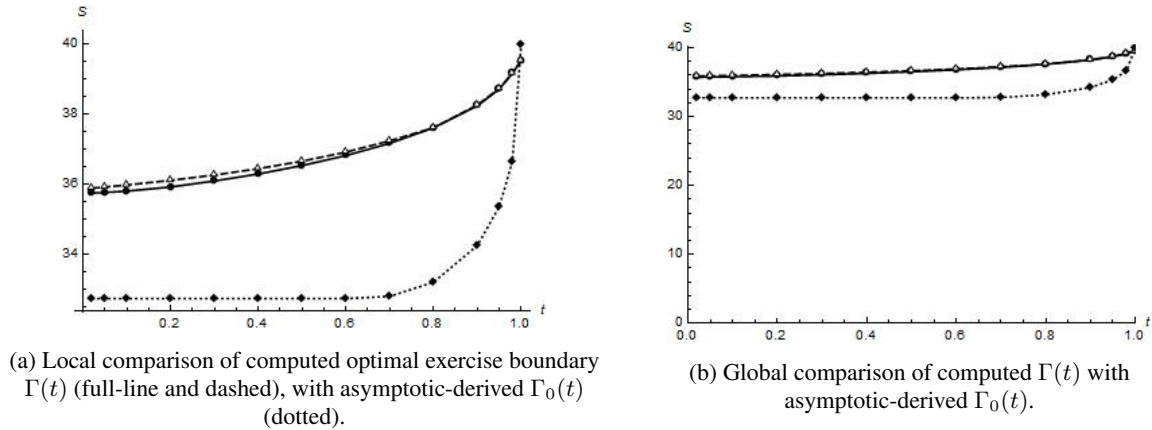 S
40
38
36
34
0.2
0.4
0.6
0.8
1.0
t
(a) Local comparison of computed optimal exercise boundary
Γ(t) (full-line and dashed), with asymptotic-derived Γ₀(t)
(dotted).
S
40
30
20
10
0
0.0
0.2
0.4
0.6
0.8
1.0
t
(b) Global comparison of computed Γ(t) with
asymptotic-derived Γ₀(t).